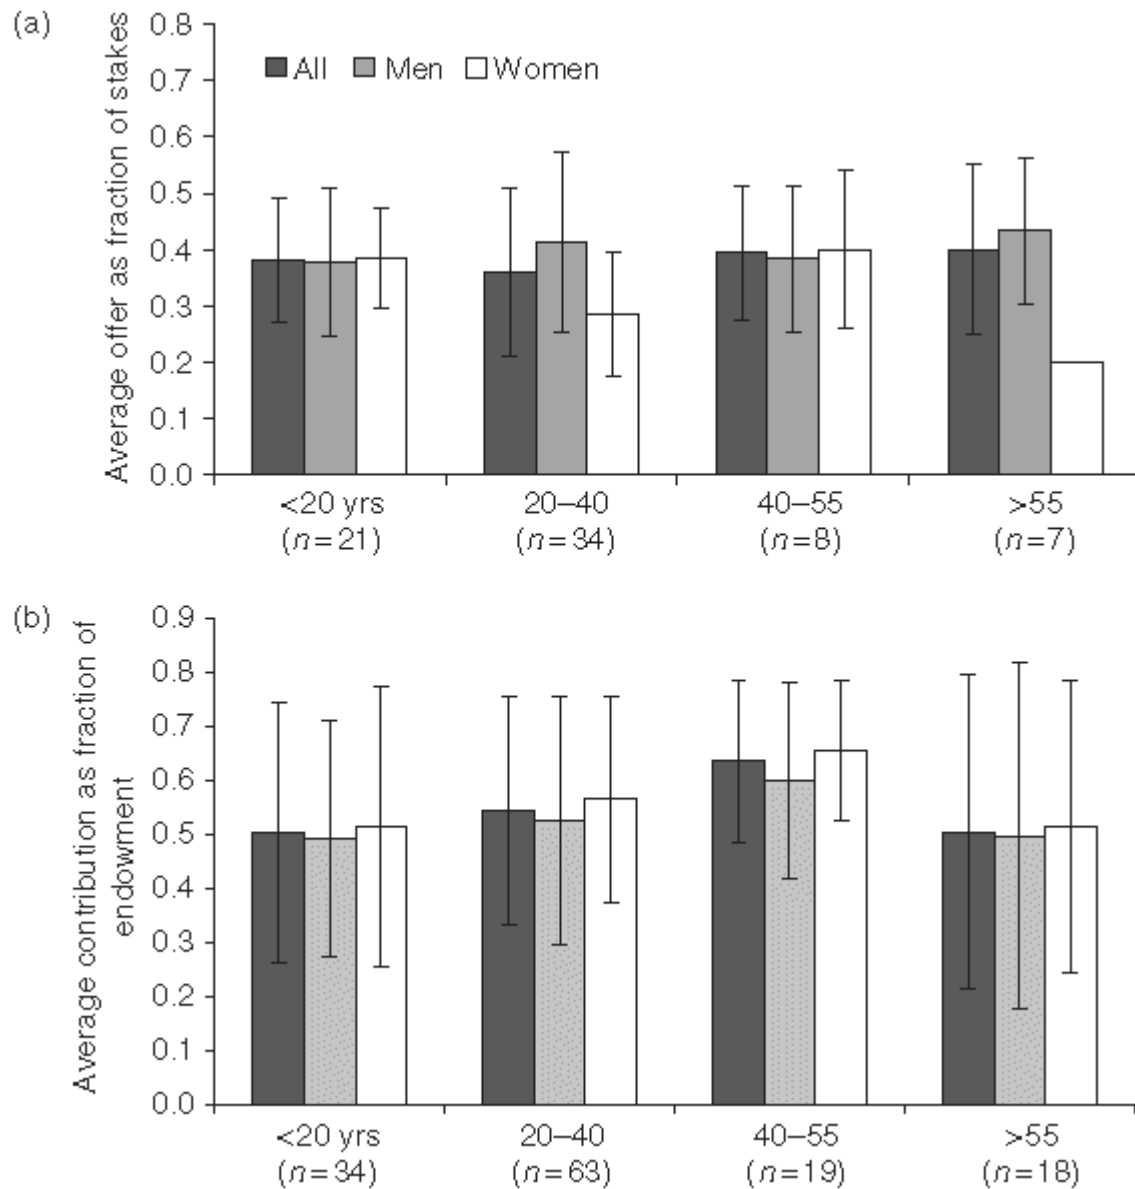 (a)
Average offer as fraction of stakes
0.8
0.7
0.6
0.5
0.4
0.3
0.2
0.1
0.0
All Men Women
<20 yrs 20–40 40–55 >55
(n=21) (n=34) (n=8) (n=7)
(b)
Average contribution as fraction of
endowment
0.9
0.8
0.7
0.6
0.5
0.4
0.3
0.2
0.1
0.0
<20 yrs 20–40 40–55 >55
(n=34) (n=63) (n=19) (n=18)